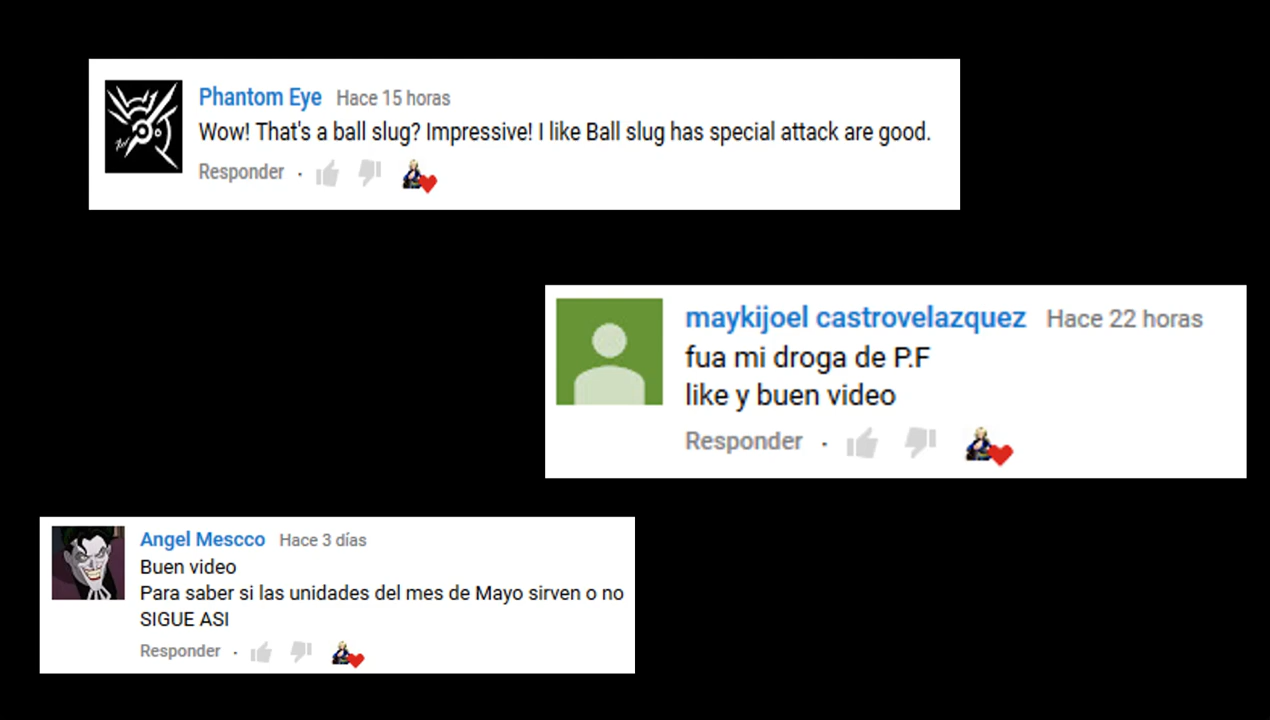 Phantom Eye Hace 15 horas
Wow! That's a ball slug? Impressive! I like Ball slug has special attack are good.
Responder ·
maykijoel castrovelazquez Hace 22 horas
fua mi droga de P.F
like y buen video
Responder ·
Angel Mescco Hace 3 días
Buen video
Para saber si las unidades del mes de Mayo sirven o no
SIGUE ASI
Responder ·